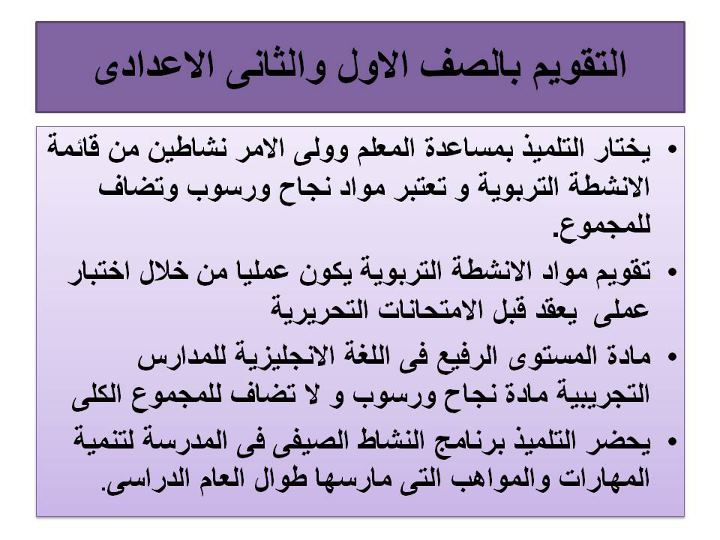 التقويم بالصف الاول والثانى الاعدادى
• يختار التلميذ بمساعدة المعلم وولى الامر نشاطين من قائمة
الانشطة التربوية و تعتبر مواد نجاح ورسوب وتضاف
للمجموع.
• تقويم مواد الانشطة التربوية يكون عمليا من خلال اختبار
عملى يعقد قبل الامتحانات التحريرية
• مادة المستوى الرفيع فى اللغة الانجليزية للمدارس
التجريبية مادة نجاح ورسوب و لا تضاف للمجموع الكلى
• يحضر التلميذ برنامج النشاط الصيفى فى المدرسة لتنمية
المهارات والمواهب التى مارسها طوال العام الدراسى.